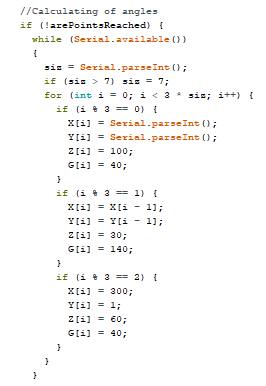 //Calculating of angles
if (!arePointsReached) {
while (Serial.available())
{
siz = Serial.parseInt();
if (siz > 7) siz = 7;
for (int i = 0; i < 3 * siz; i++) {
if (i % 3 == 0) {
X[i] = Serial.parseInt();
Y[i] = Serial.parseInt();
Z[i] = 100;
G[i] = 40;
}
if (i % 3 == 1) {
X[i] = X[i - 1];
Y[i] = Y[i - 1];
Z[i] = 30;
G[i] = 140;
}
if (i % 3 == 2) {
X[i] = 300;
Y[i] = 1;
Z[i] = 60;
G[i] = 40;
}
}
}